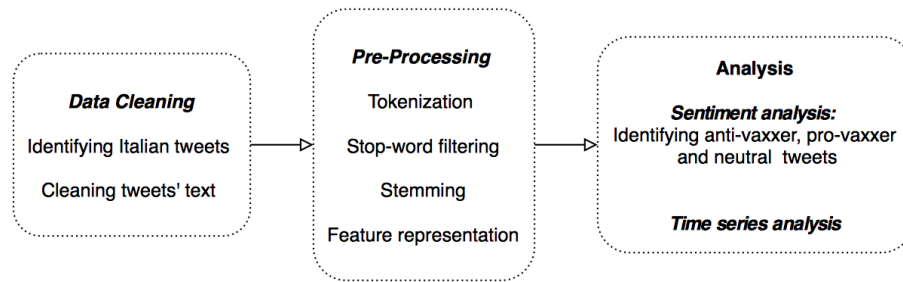 Data Cleaning
Identifying Italian tweets
Cleaning tweets' text
Pre-Processing
Tokenization
Stop-word filtering
Stemming
Feature representation
Analysis
Sentiment analysis:
Identifying anti-vaxxer, pro-vaxxer
and neutral tweets
Time series analysis